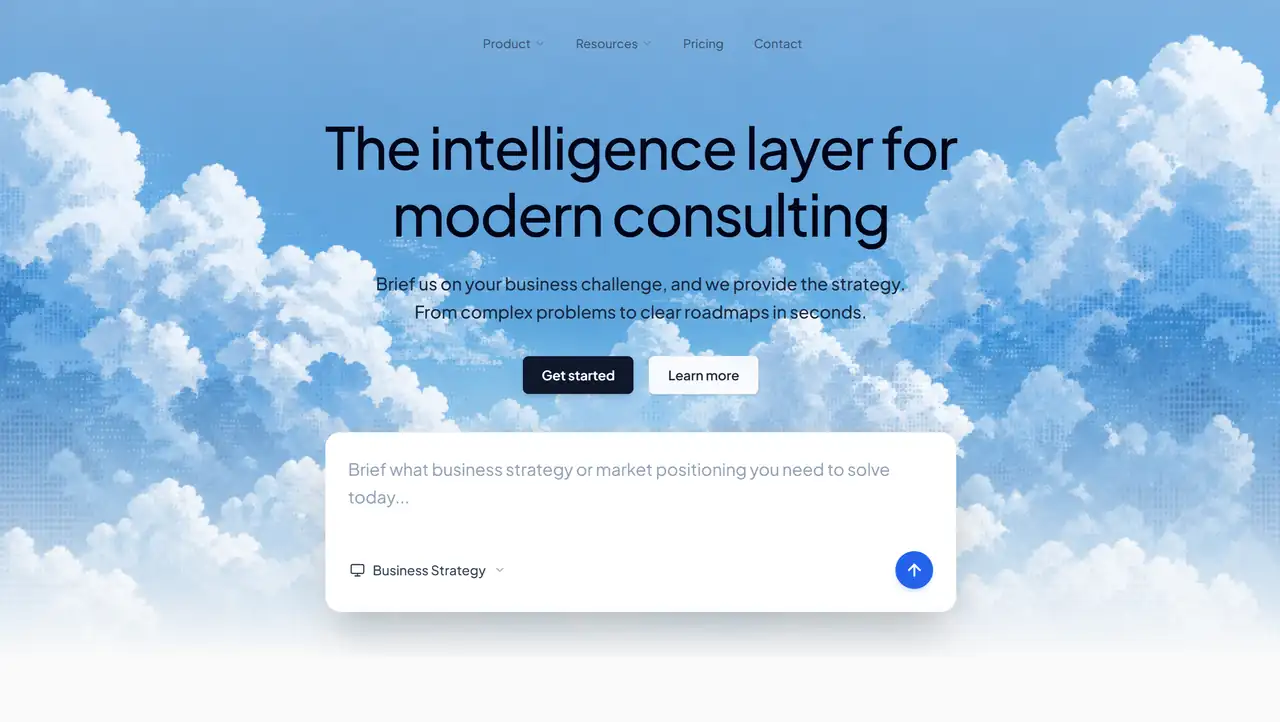 Product
Resources
Pricing
Contact
The intelligence layer for
modern consulting
Brief us on your business challenge, and we provide the strategy.
From complex problems to clear roadmaps in seconds.
Get started
Learn more
Brief what business strategy or market positioning you need to solve
today...
Business Strategy